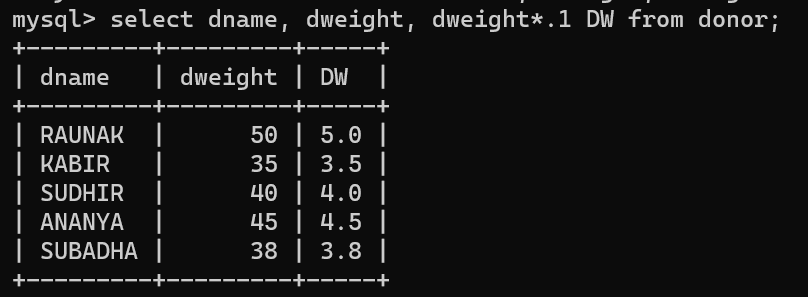 mysql> select dname, dweight, dweight*.1 DW from donor;
+---------+---------+-----+
| dname   | dweight | DW  |
+---------+---------+-----+
| RAUNAK  |      50 | 5.0 |
| KABIR   |      35 | 3.5 |
| SUDHIR  |      40 | 4.0 |
| ANANYA  |      45 | 4.5 |
| SUBADHA |      38 | 3.8 |
+---------+---------+-----+